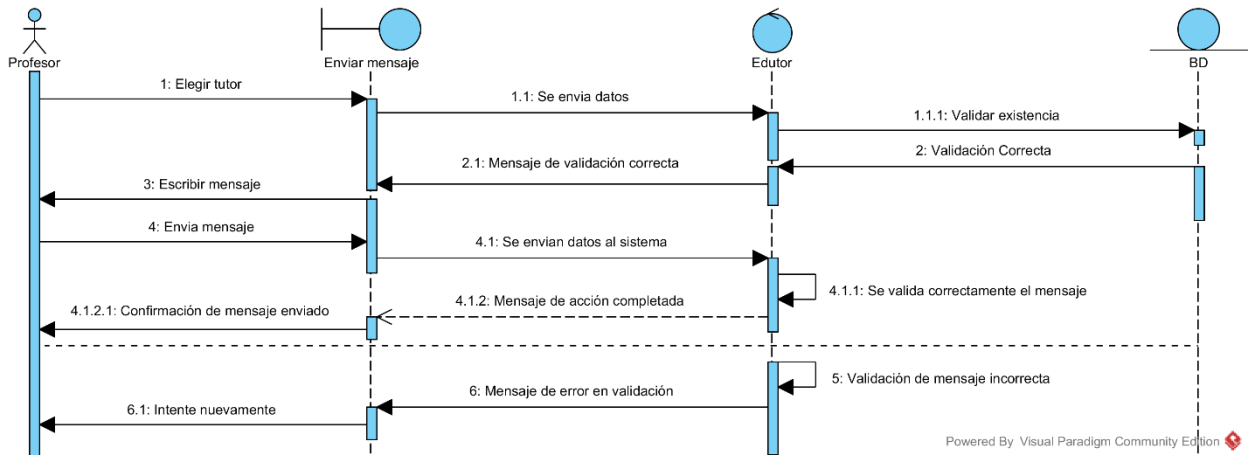 Profesor
Enviar mensaje
Edutor
BD
1: Elegir tutor
1.1: Se envia datos
1.1.1: Validar existencia
2: Validación Correcta
2.1: Mensaje de validación correcta
3: Escribir mensaje
4: Envia mensaje
4.1: Se envian datos al sistema
4.1.1: Se valida correctamente el mensaje
4.1.2: Mensaje de acción completada
4.1.2.1: Confirmación de mensaje enviado
5: Validación de mensaje incorrecta
6: Mensaje de error en validación
6.1: Intente nuevamente
Powered By Visual Paradigm Community Edition